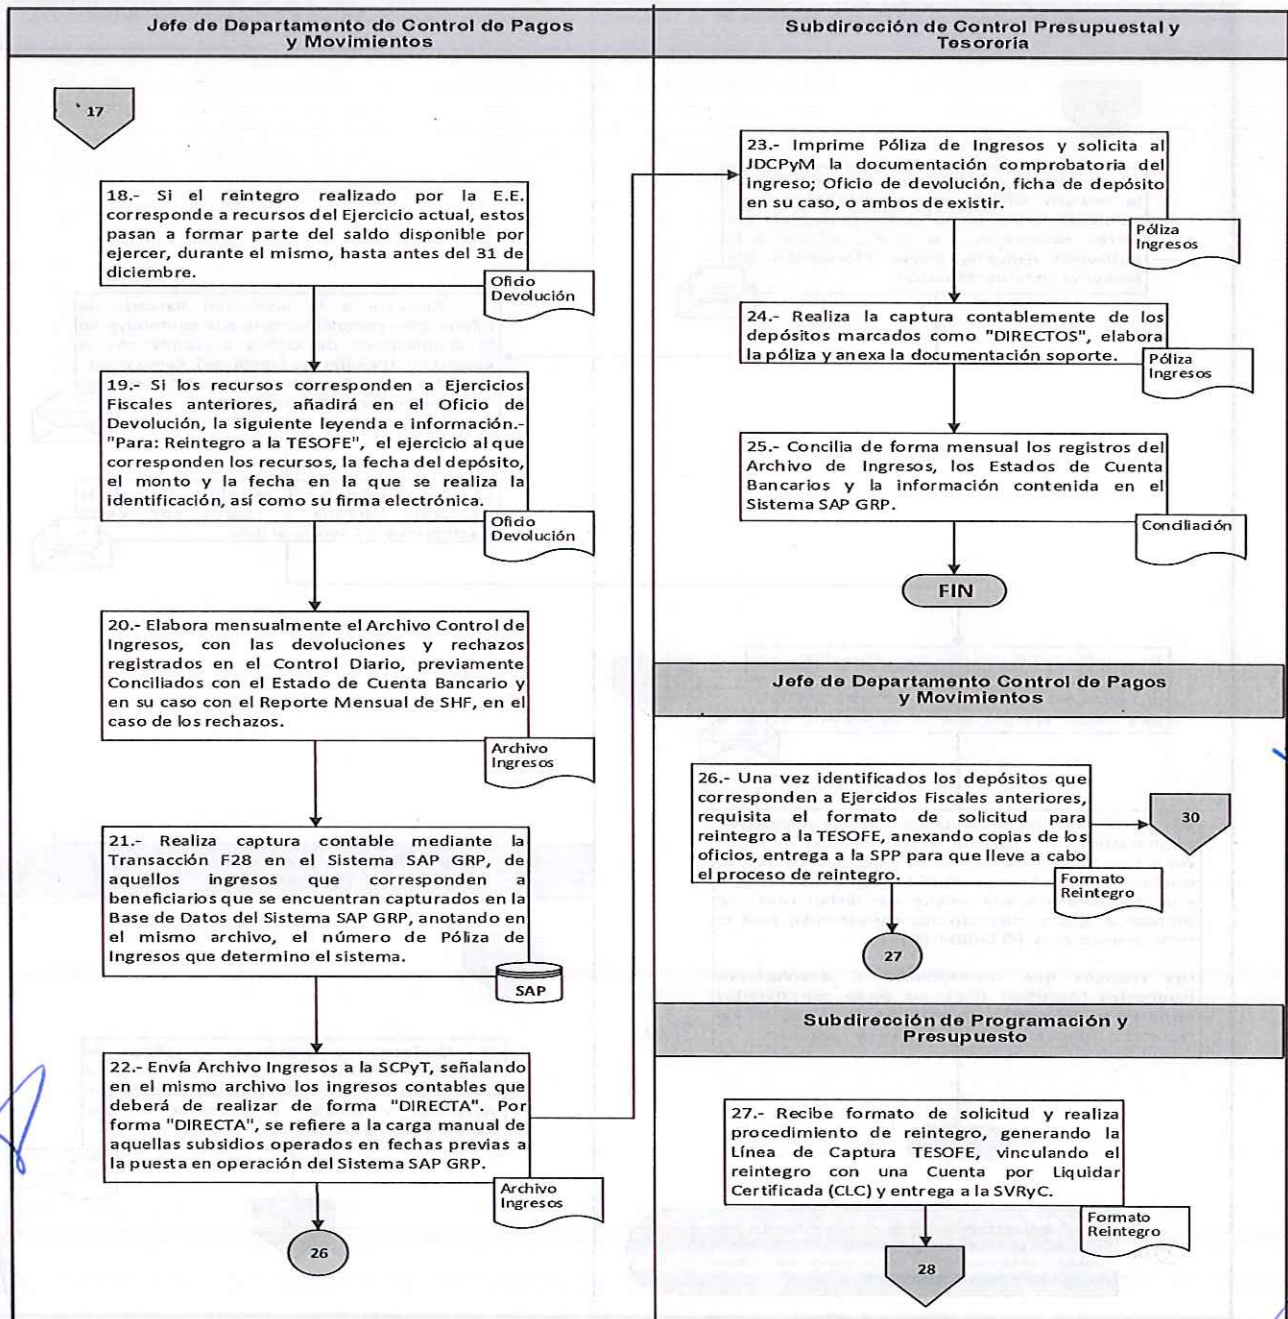 Jefe de Departamento de Control de Pagos
y Movimientos
17
18.- Si el reintegro realizado por la E.E.
corresponde a recursos del Ejercicio actual, estos
pasan a formar parte del saldo disponible por
ejercer, durante el mismo, hasta antes del 31 de
diciembre.
Oficio
Devolución
19.- Si los recursos corresponden a Ejercicios
Fiscales anteriores, añadirá en el Oficio de
Devolución, la siguiente leyenda e información.-
"Para: Reintegro a la TESOFE", el ejercicio al que
corresponden los recursos, la fecha del depósito,
el monto y la fecha en la que se realiza la
identificación, así como su firma electrónica.
Oficio
Devolución
20.- Elabora mensualmente el Archivo Control de
Ingresos, con las devoluciones y rechazos
registrados en el Control Diario, previamente
Conciliados con el Estado de Cuenta Bancario y
en su caso con el Reporte Mensual de SHF, en el
caso de los rechazos.
Archivo
Ingresos
21.- Realiza captura contable mediante la
Transacción F28 en el Sistema SAP GRP, de
aquellos ingresos que corresponden a
beneficiarios que se encuentran capturados en la
Base de Datos del Sistema SAP GRP, anotando en
el mismo archivo, el número de Póliza de
Ingresos que determino el sistema.
SAP
22.- Envía Archivo Ingresos a la SCPyT, señalando
en el mismo archivo los ingresos contables que
deberá de realizar de forma "DIRECTA". Por
forma "DIRECTA", se refiere a la carga manual de
aquellas subsidios operados en fechas previas a
la puesta en operación del Sistema SAP GRP.
Archivo
Ingresos
26
Subdirección de Control Presupuestal y
Tesorería
23.- Imprime Póliza de Ingresos y solicita al
JDCPyM la documentación comprobatoria del
ingreso; Oficio de devolución, ficha de depósito
en su caso, o ambos de existir.
Póliza
Ingresos
24.- Realiza la captura contablemente de los
depósitos marcados como "DIRECTOS", elabora
la póliza y anexa la documentación soporte.
Póliza
Ingresos
25.- Concilia de forma mensual los registros del
Archivo de Ingresos, los Estados de Cuenta
Bancarios y la información contenida en el
Sistema SAP GRP.
Conciliación
FIN
Jefe de Departamento Control de Pagos
y Movimientos
26.- Una vez identificados los depósitos que
corresponden a Ejercidos Fiscales anteriores,
requisita el formato de solicitud para
reintegro a la TESOFE, anexando copias de los
oficios, entrega a la SPP para que lleve a cabo
el proceso de reintegro.
30
Formato
Reintegro
27
Subdirección de Programación y
Presupuesto
27.- Recibe formato de solicitud y realiza
procedimiento de reintegro, generando la
Línea de Captura TESOFE, vinculando el
reintegro con una Cuenta por Liquidar
Certificada (CLC) y entrega a la SVRyC.
Formato
Reintegro
28